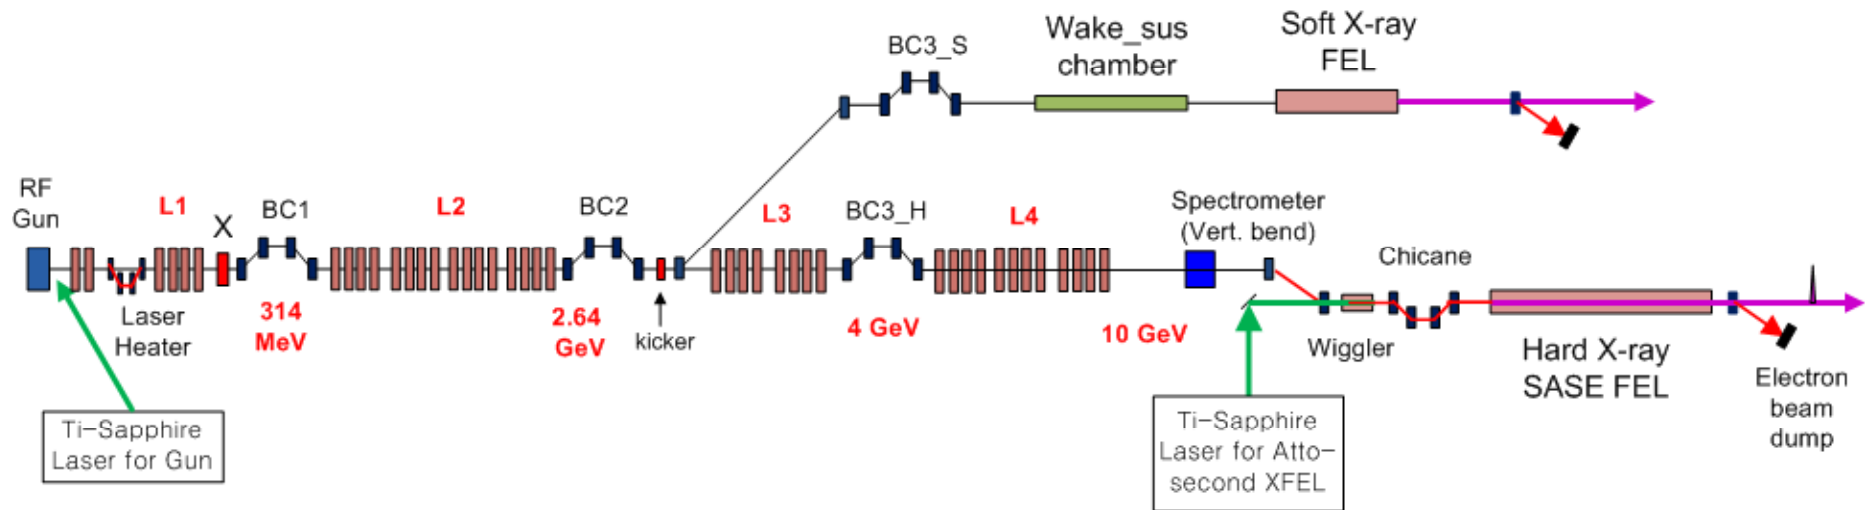 BC3_S
Wake_sus
chamber
Soft X-ray
FEL
RF
Gun
L1
X
BC1
L2
BC2
L3
BC3_H
L4
Spectrometer
(Vert. bend)
Chicane
Laser
Heater
314
MeV
2.64
GeV
kicker
4 GeV
10 GeV
Wiggler
Hard X-ray
SASE FEL
Electron
beam
dump
Ti-Sapphire
Laser for Gun
Ti-Sapphire
Laser for Atto-
second XFEL